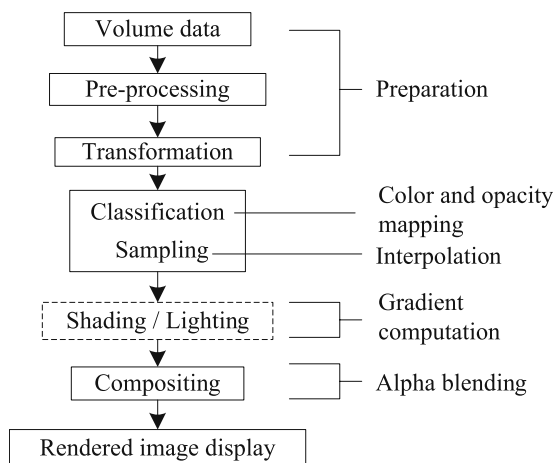 Volume data
Pre-processing
Preparation
Transformation
Classification
Color and opacity
mapping
Sampling
Interpolation
Shading / Lighting
Gradient
computation
Compositing
Alpha blending
Rendered image display